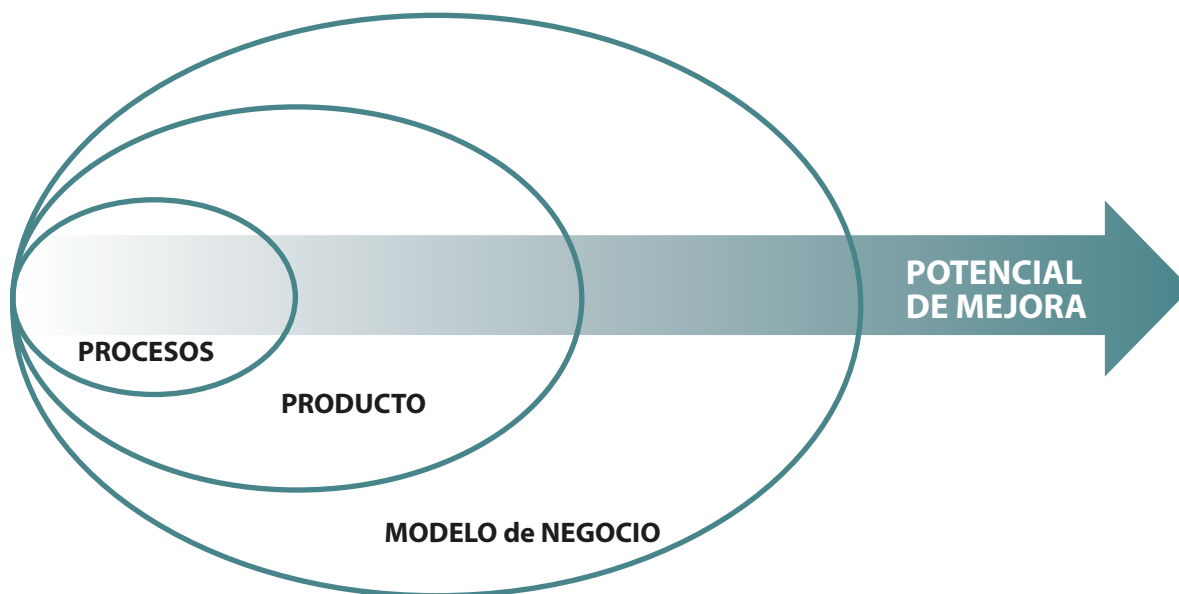 POTENCIAL
DE MEJORA
PROCESOS
PRODUCTO
MODELO de NEGOCIO